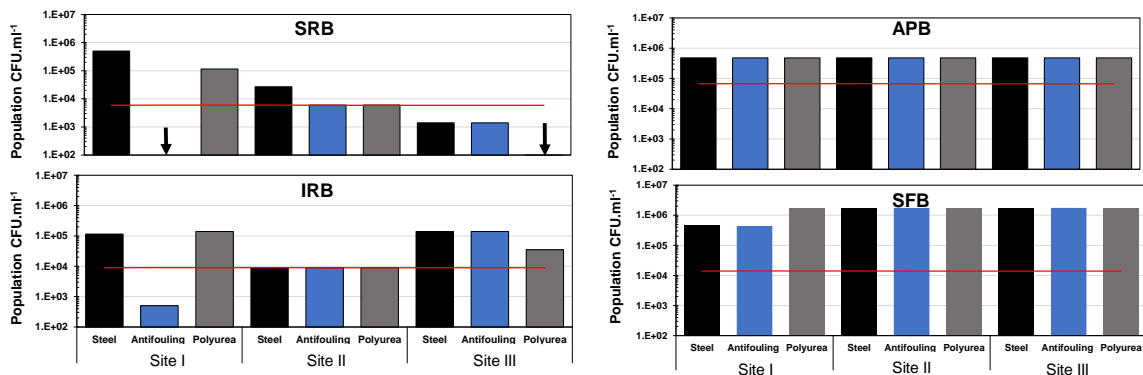 SRB
Population CFU.ml-1
1.E+07
1.E+06
1.E+05
1.E+04
1.E+03
1.E+02
IRB
Population CFU.ml-1
1.E+07
1.E+06
1.E+05
1.E+04
1.E+03
1.E+02
Steel Antifouling Polyurea Steel Antifouling Polyurea Steel Antifouling Polyurea
Site I Site II Site III
APB
Population CFU.ml-1
1.E+07
1.E+06
1.E+05
1.E+04
1.E+03
1.E+02
SFB
Population CFU.ml-1
1.E+07
1.E+06
1.E+05
1.E+04
1.E+03
1.E+02
Steel Antifouling Polyurea Steel Antifouling Polyurea Steel Antifouling Polyurea
Site I Site II Site III